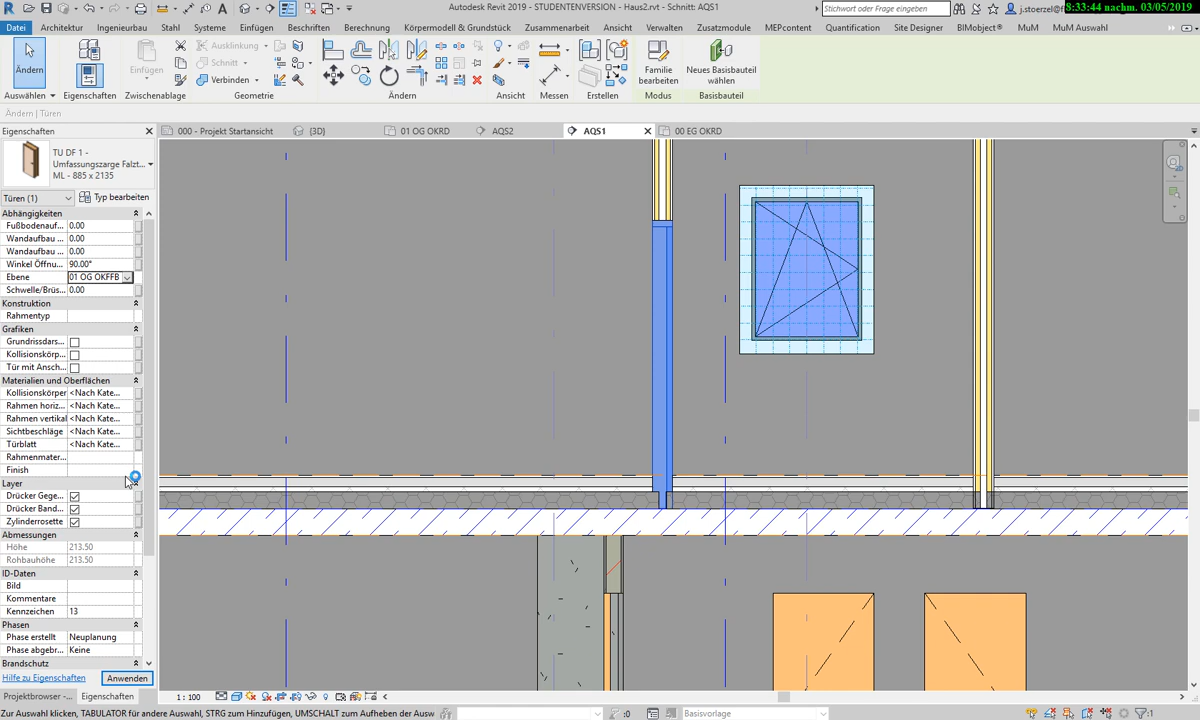 Autodesk Revit 2019 - STUDENTENVERSION - Haus2.rvt - Schnitt: AQS1
Stichwort oder Frage eingeben
j.stoerzel@f
8:33:44 nachm. 03/05/2019
Datei Architektur Ingenieurbau Stahl Systeme Einfügen Beschriften Berechnung Körpermodell & Grundstück Zusammenarbeit Ansicht Verwalten Zusatzmodule MEPcontent Quantification Site Designer BIMobject® MuM MuM Auswahl
Ausklinkung
Schnitt
Verbinden
Ändern Einfügen Familie bearbeiten Neues Basisbauteil wählen
Auswählen Eigenschaften Zwischenablage Geometrie Ändern Ansicht Messen Erstellen Modus Basisbauteil
Ändern | Türen
Eigenschaften
000 - Projekt Startansicht {3D} 01 OG OKRD AQS2 AQS1 00 EG OKRD
TU DF 1 -
Umfassungszarge Falzt...
ML - 885 x 2135
Türen (1) Typ bearbeiten
Abhängigkeiten
Fußbodenauf... 0.00
Wandaufbau ... 0.00
Wandaufbau ... 0.00
Winkel Öffnu... 90.00°
Ebene 01 OG OKFFB
Schwelle/Brüs... 0.00
Konstruktion
Rahmentyp
Grafiken
Grundrissdars...
Kollisionskörp...
Tür mit Ansch...
Materialien und Oberflächen
Kollisionskörper <Nach Kate...
Rahmen horiz... <Nach Kate...
Rahmen vertikal <Nach Kate...
Sichtbeschläge <Nach Kate...
Türblatt <Nach Kate...
Rahmenmater...
Finish
Layer
Drücker Gege...
Drücker Band...
Zylinderrosette
Abmessungen
Höhe 213.50
Rohbauhöhe 213.50
ID-Daten
Bild
Kommentare
Kennzeichen 13
Phasen
Phase erstellt Neuplanung
Phase abgebr... Keine
Brandschutz
Hilfe zu Eigenschaften Anwenden
Projektbrowser -... Eigenschaften
1 : 100
Zur Auswahl klicken, TABULATOR für andere Auswahl, STRG zum Hinzufügen, UMSCHALT zum Aufheben der Ausw
:0
Basisvorlage
:1